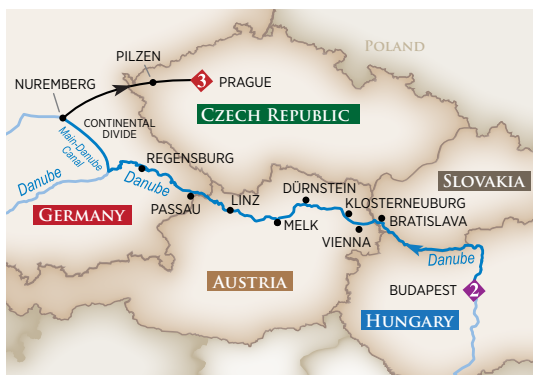 POLAND
PILZEN
NUREMBERG
3
PRAGUE
CZECH REPUBLIC
CONTINENTAL
DIVIDE
Main-Danube
Canal
REGENSBURG
Danube
Danube
SLOVAKIA
DÜRNSTEIN
KLOSTERNEUBURG
LINZ
PASSAU
GERMANY
BRATISLAVA
MELK
VIENNA
Danube
AUSTRIA
BUDAPEST
2
HUNGARY